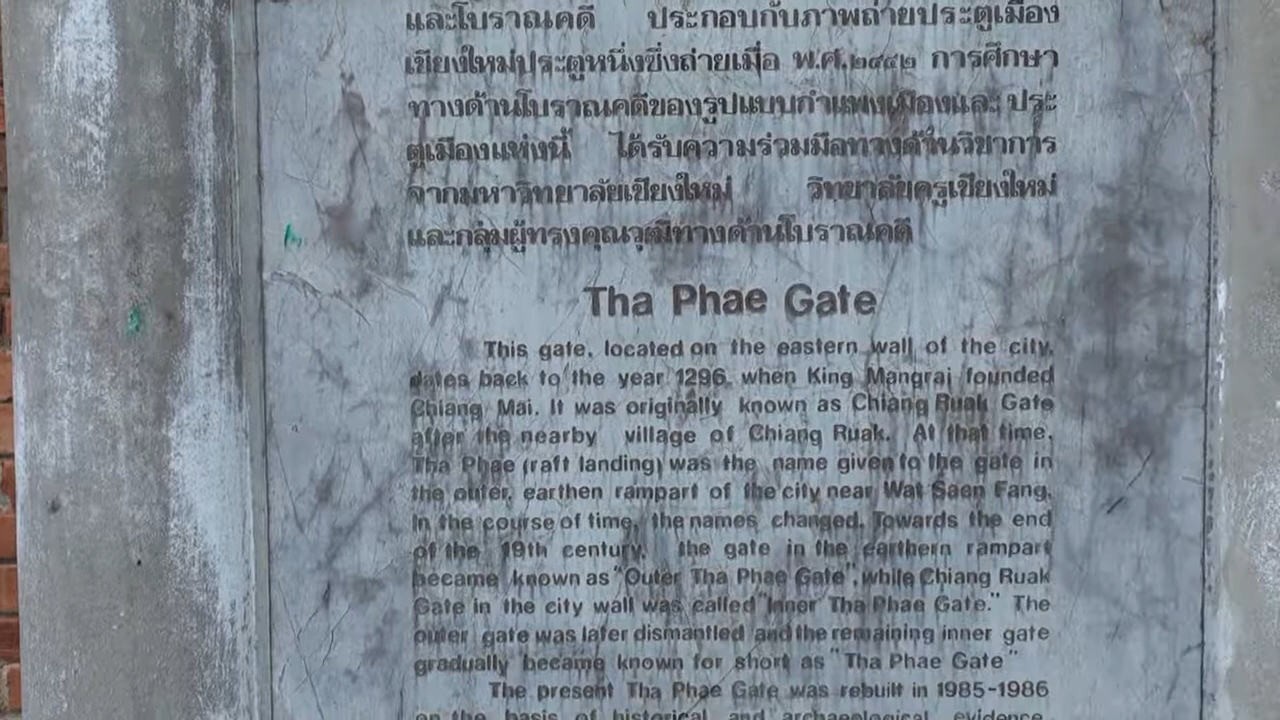 และโบราณคดี ประกอบกับภาพถ่ายประตูเมือง
เชียงใหม่ประตูหนึ่งซึ่งถ่ายเมื่อ พ.ศ.๒๔๔๒ การศึกษา
ทางด้านโบราณคดีของรูปแบบกำแพงเมืองและ ประ
ตูเมืองแห่งนี้ ได้รับความร่วมมือทางด้านวิชาการ
จากมหาวิทยาลัยเชียงใหม่ วิทยาลัยครูเชียงใหม่
และกลุ่มผู้ทรงคุณวุฒิทางด้านโบราณคดี
Tha Phae Gate
This gate, located on the eastern wall of the city,
dates back to the year 1296 when King Mangrai founded
Chiang Mai. It was originally known as Chiang Ruak Gate
after the nearby village of Chiang Ruak. At that time,
Tha Phae (raft landing) was the name given to the gate in
the outer, earthen rampart of the city near Wat Saen Fang.
In the course of time, the names changed. Towards the end
of the 19th century, the gate in the earthern rampart
became known as "Outer Tha Phae Gate", while Chiang Ruak
Gate in the city wall was called "Inner Tha Phae Gate." The
outer gate was later dismantled and the remaining inner gate
gradually became known for short as "Tha Phae Gate"
The present Tha Phae Gate was rebuilt in 1985-1986
on the basis of historical and archaeological evidence,